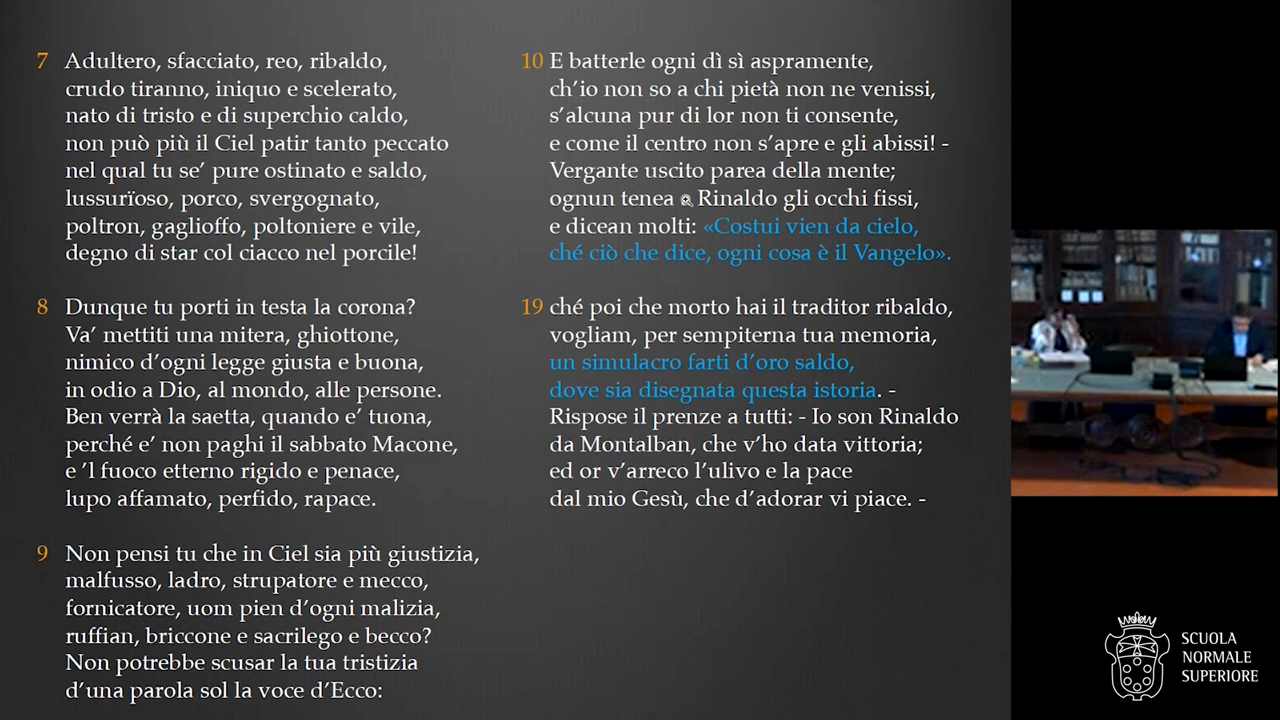 7 Adultero, sfacciato, reo, ribaldo,
crudo tiranno, iniquo e scelerato,
nato di tristo e di superchio caldo,
non può più il Ciel patir tanto peccato
nel qual tu se’ pure ostinato e saldo,
lussurïoso, porco, svergognato,
poltron, gaglioffo, poltoniere e vile,
degno di star col ciacco nel porcile!
8 Dunque tu porti in testa la corona?
Va’ mettiti una mitera, ghiottone,
nimico d’ogni legge giusta e buona,
in odio a Dio, al mondo, alle persone.
Ben verrà la saetta, quando e’ tuona,
perché e’ non paghi il sabbato Macone,
e ’l fuoco etterno rigido e penace,
lupo affamato, perfido, rapace.
9 Non pensi tu che in Ciel sia più giustizia,
malfusso, ladro, strupatore e mecco,
fornicatore, uom pien d’ogni malizia,
ruffian, briccone e sacrilego e becco?
Non potrebbe scusar la tua tristizia
d’una parola sol la voce d’Ecco:
10 E batterle ogni dì sì aspramente,
ch’io non so a chi pietà non ne venissi,
s’alcuna pur di lor non ti consente,
e come il centro non s’apre e gli abissi! -
Vergante uscito parea della mente;
ognun tenea a Rinaldo gli occhi fissi,
e dicean molti: «Costui vien da cielo,
ché ciò che dice, ogni cosa è il Vangelo».
19 ché poi che morto hai il traditor ribaldo,
vogliam, per sempiterna tua memoria,
un simulacro farti d’oro saldo,
dove sia disegnata questa istoria. -
Rispose il prenze a tutti: - Io son Rinaldo
da Montalban, che v’ho data vittoria;
ed or v’arreco l’ulivo e la pace
dal mio Gesù, che d’adorar vi piace. -
SCUOLA
NORMALE
SUPERIORE